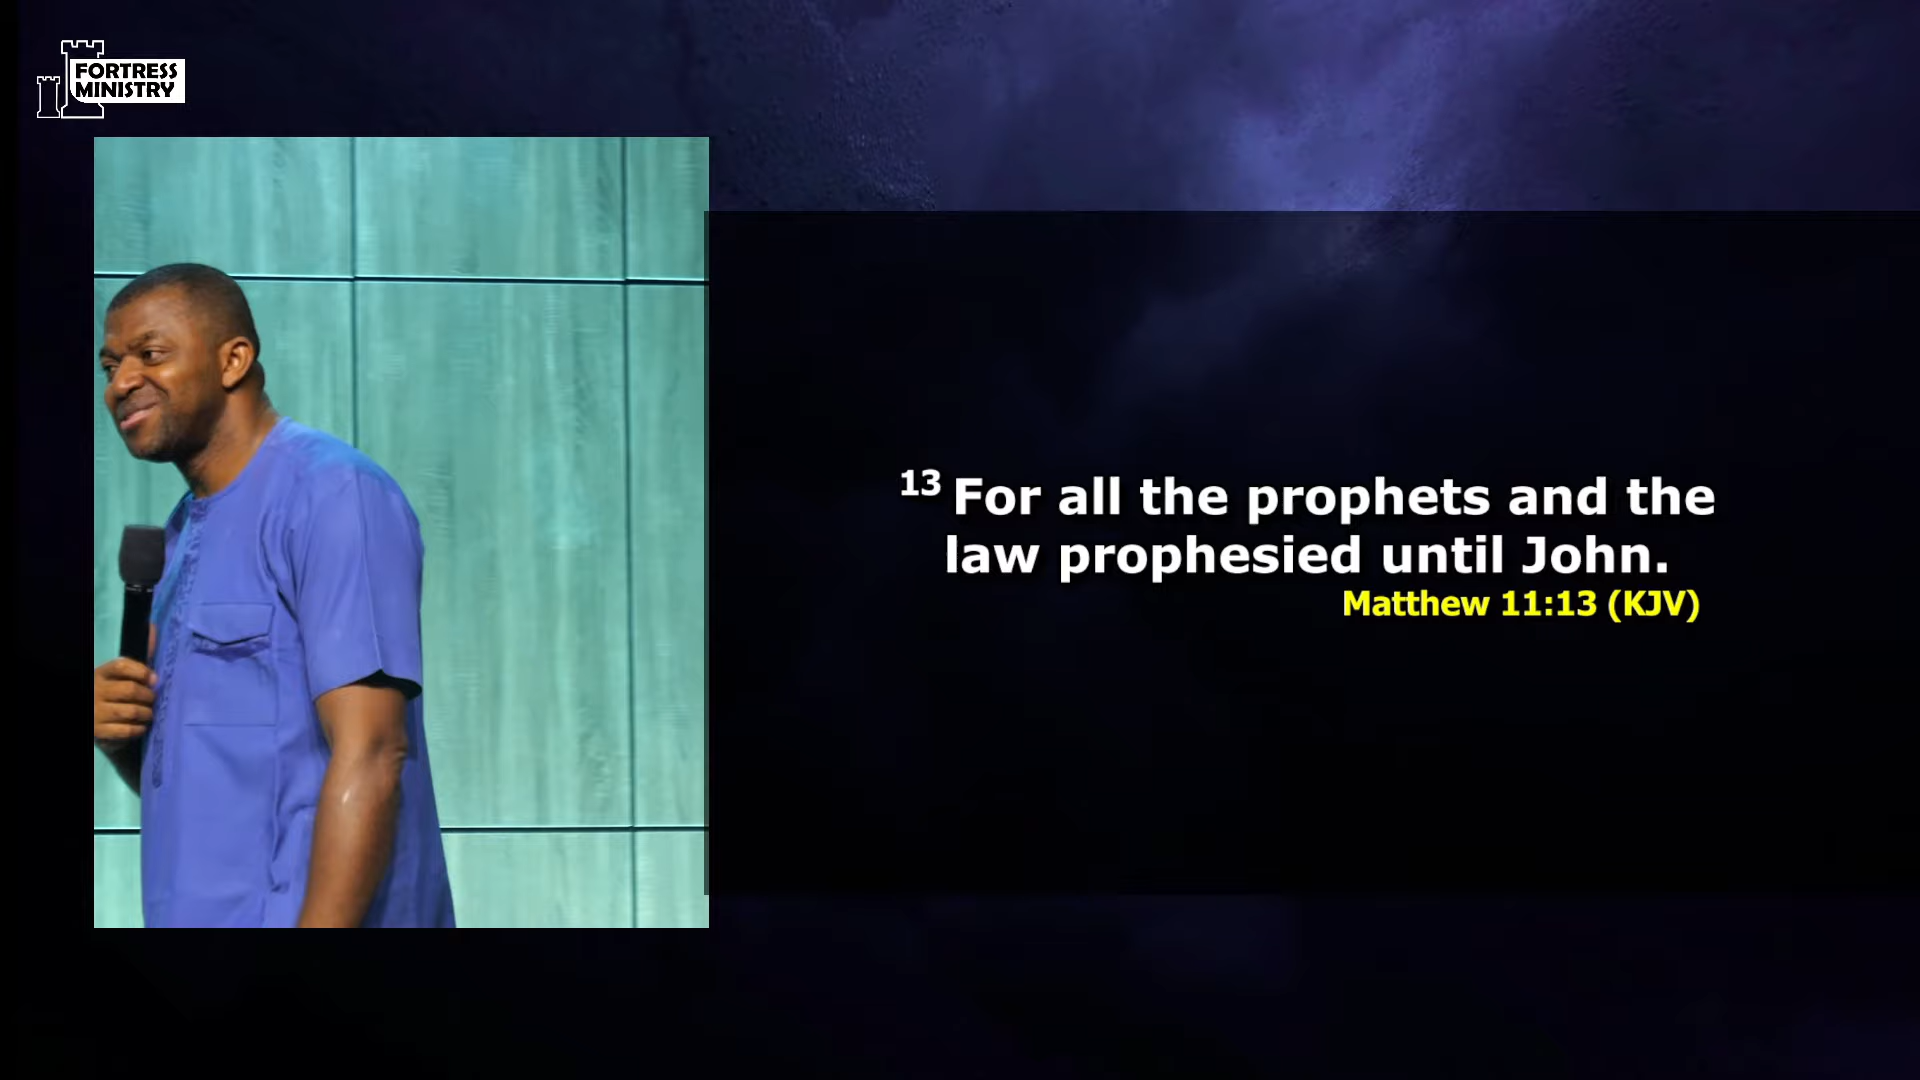 FORTRESS
MINISTRY
13 For all the prophets and the
law prophesied until John.
Matthew 11:13 (KJV)